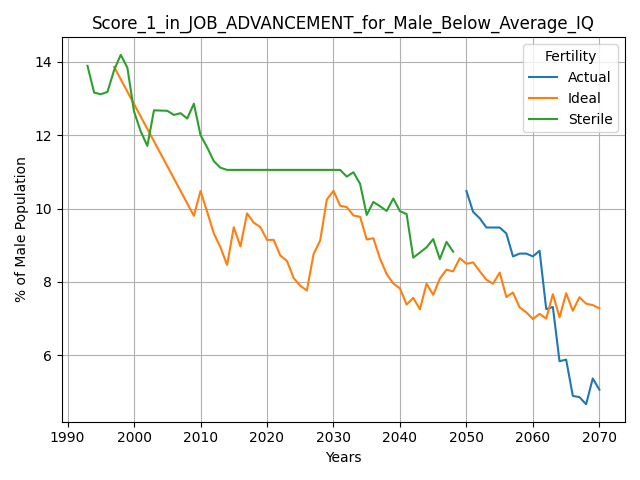 Score_1_in_JOB_ADVANCEMENT_for_Male_Below_Average_IQ
Fertility
Actual
Ideal
Sterile
% of Male Population
14
12
10
8
6
1990 2000 2010 2020 2030 2040 2050 2060 2070
Years